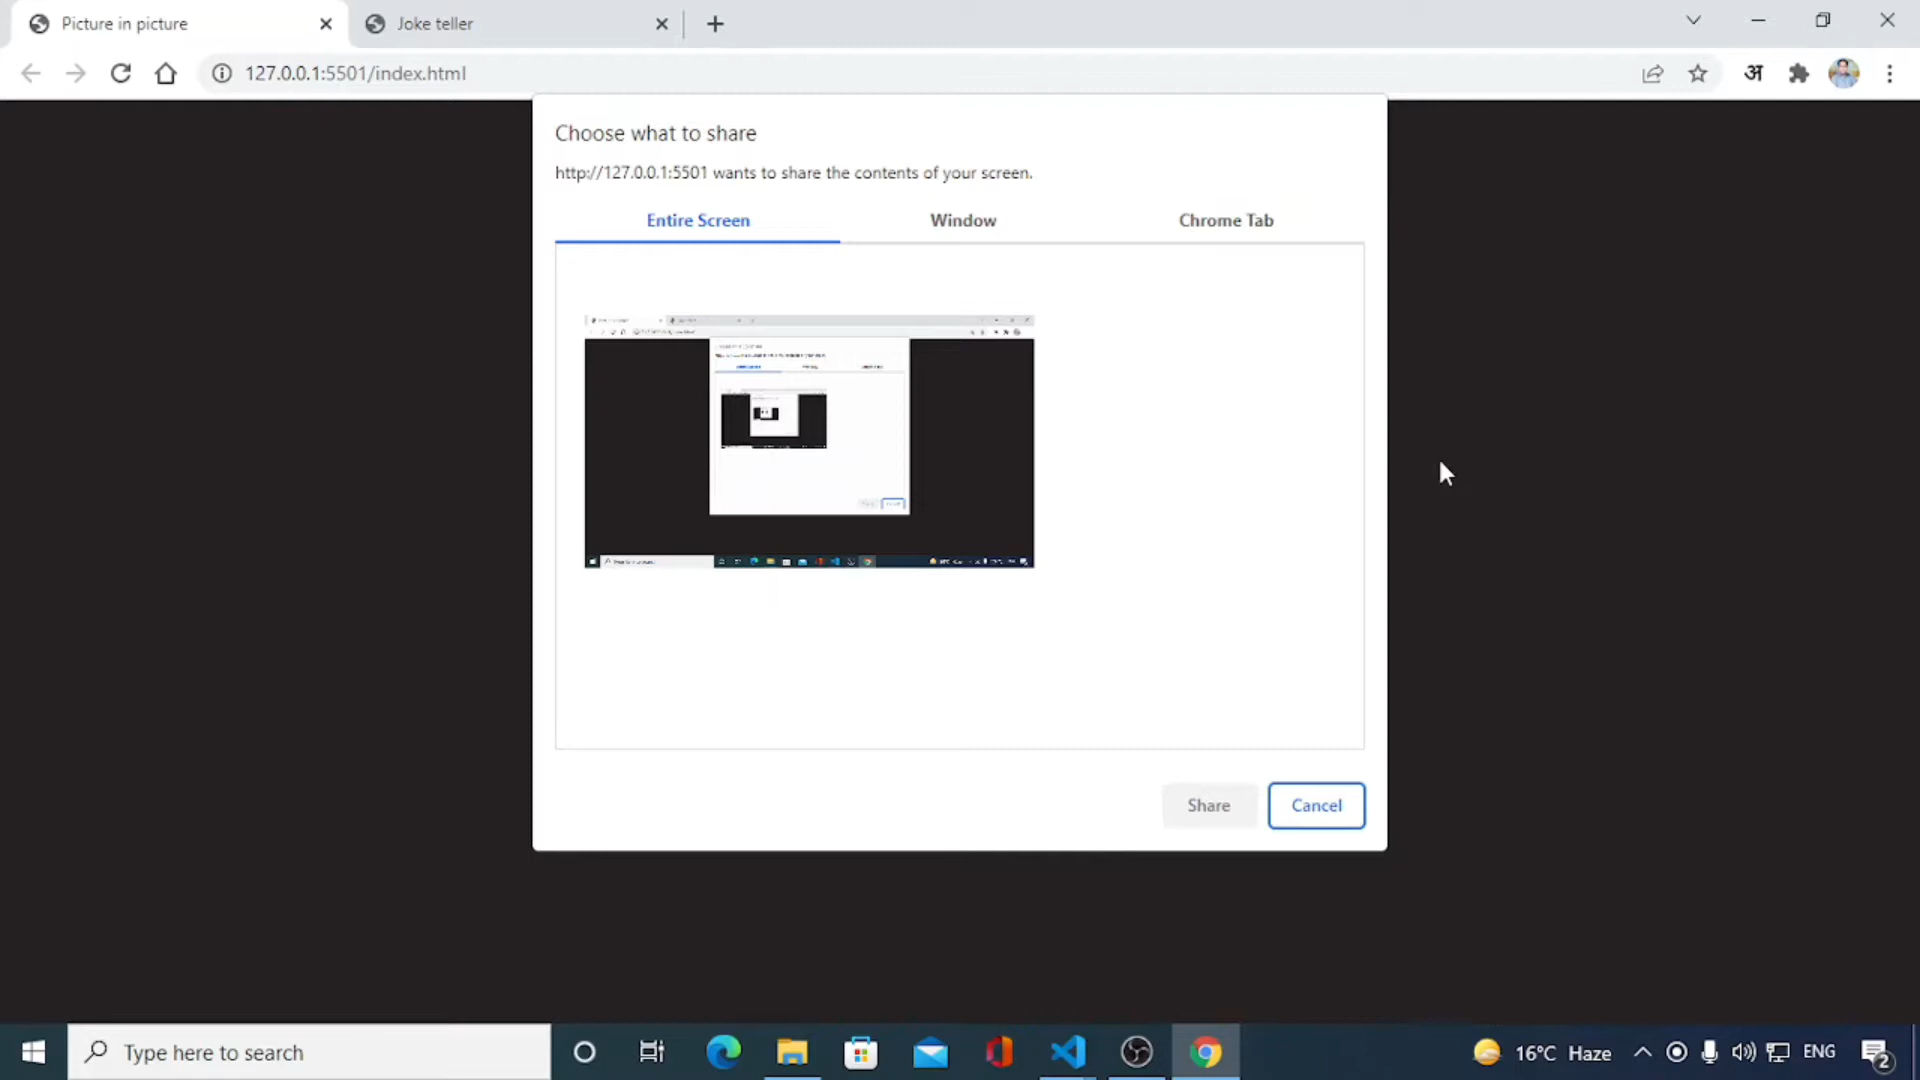 Picture in picture
Joke teller
127.0.0.1:5501/index.html
अ
Choose what to share
http://127.0.0.1:5501 wants to share the contents of your screen.
Entire Screen Window Chrome Tab
Share Cancel
Type here to search
16°C Haze
ENG
2